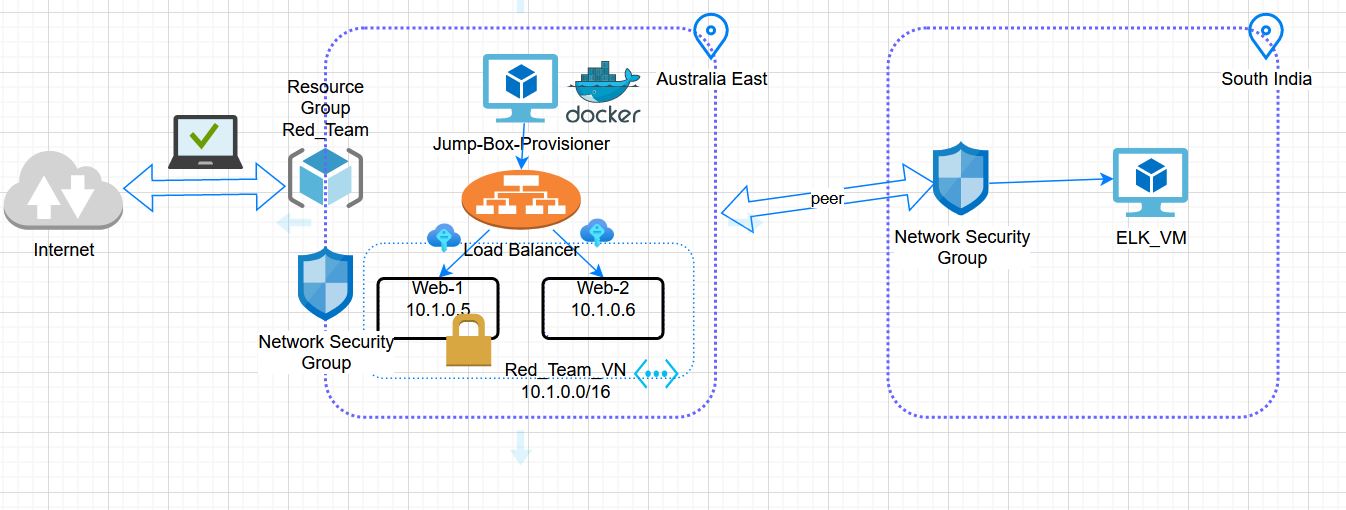 Australia East
South India
Resource
Group
Red_Team
docker
Jump-Box-Provisioner
peer
Internet
Load Balancer
Network Security
Group
ELK_VM
Web-1
10.1.0.5
Web-2
10.1.0.6
Network Security
Group
Red_Team_VN
10.1.0.0/16